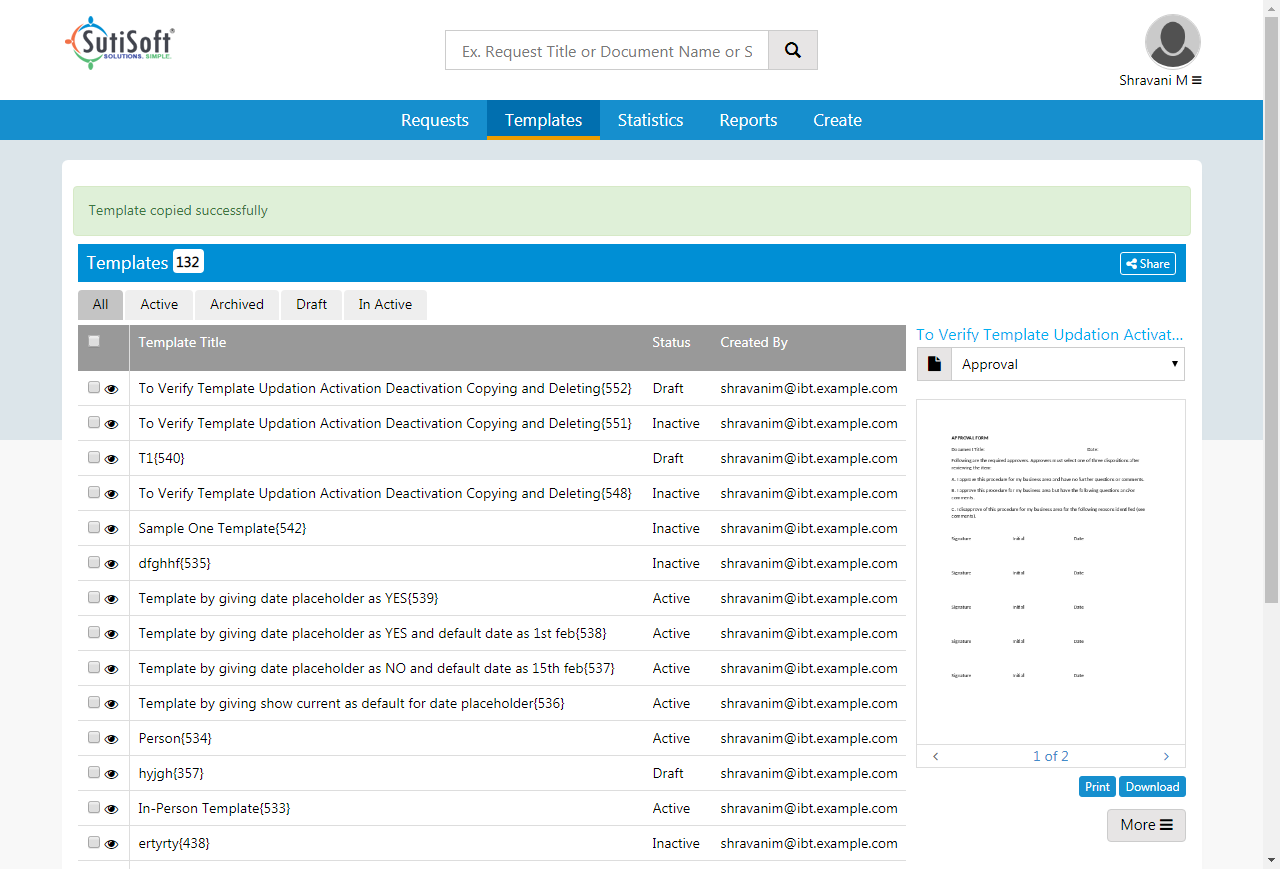 SutiSoft®
SOLUTIONS. SIMPLE.
Ex. Request Title or Document Name or S
Shravani M
Requests Templates Statistics Reports Create
Template copied successfully
Templates 132
Share
All Active Archived Draft In Active
Template Title Status Created By
To Verify Template Updation Activation Deactivation Copying and Deleting{552} Draft shravanim@ibt.example.com
To Verify Template Updation Activation Deactivation Copying and Deleting{551} Inactive shravanim@ibt.example.com
T1{540} Draft shravanim@ibt.example.com
To Verify Template Updation Activation Deactivation Copying and Deleting{548} Inactive shravanim@ibt.example.com
Sample One Template{542} Inactive shravanim@ibt.example.com
dfghhf{535} Inactive shravanim@ibt.example.com
Template by giving date placeholder as YES{539} Active shravanim@ibt.example.com
Template by giving date placeholder as YES and default date as 1st feb{538} Active shravanim@ibt.example.com
Template by giving date placeholder as NO and default date as 15th feb{537} Active shravanim@ibt.example.com
Template by giving show current as default for date placeholder{536} Active shravanim@ibt.example.com
Person{534} Active shravanim@ibt.example.com
hyjgh{357} Draft shravanim@ibt.example.com
In-Person Template{533} Active shravanim@ibt.example.com
ertyrty{438} Inactive shravanim@ibt.example.com
To Verify Template Updation Activat...
Approval
APPROVAL FORM
Document Title: Date:
Following are the required approvers. Approvers must select one of three dispositions after
reviewing the item:
A. I approve this procedure for my business area and have no further questions or comments.
B. I approve this procedure for my business area but have the following questions and/or
comments.
C. I disapprove of this procedure for my business area for the following reasons identified (see
comments).
Signature Initial Date
Signature Initial Date
Signature Initial Date
Signature Initial Date
Signature Initial Date
1 of 2
Print Download
More